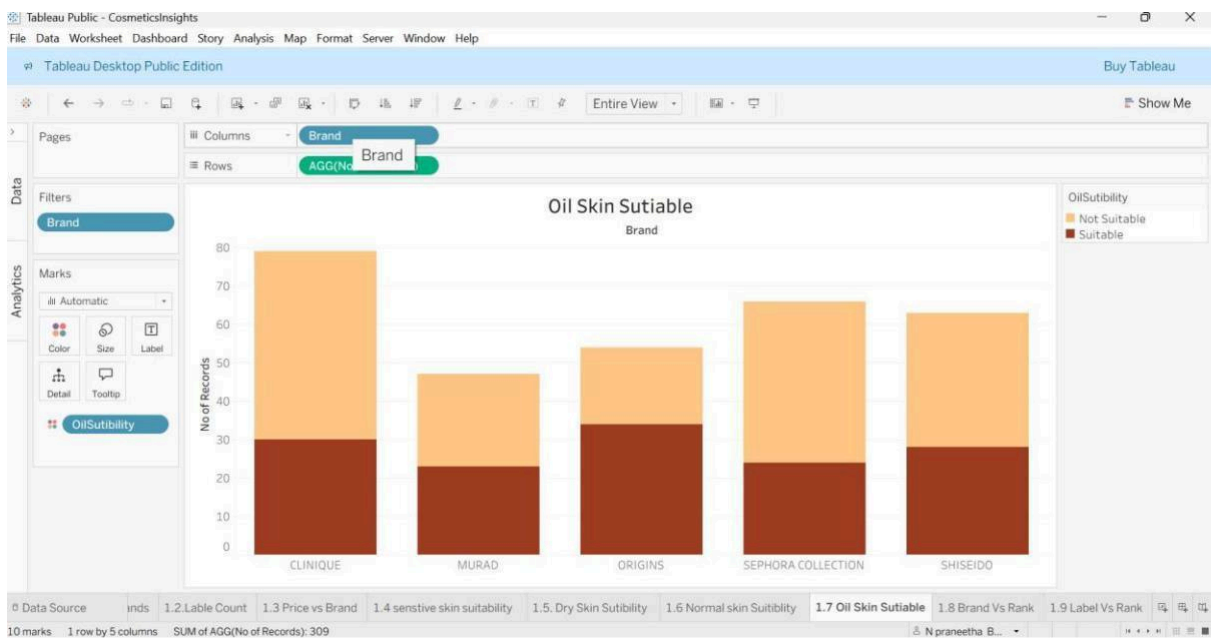 Tableau Public - CosmeticsInsights
File Data Worksheet Dashboard Story Analysis Map Format Server Window Help
Tableau Desktop Public Edition
Buy Tableau
Entire View
Show Me
Data
Analytics
Pages
Columns
Brand
Brand
Rows
AGG(No
Filters
Brand
Marks
Automatic
Color Size Label
Detail Tooltip
OilSutibility
Oil Skin Sutiable
Brand
No of Records
80
70
60
50
40
30
20
10
0
CLINIQUE MURAD ORIGINS SEPHORA COLLECTION SHISEIDO
OilSutibility
Not Suitable
Suitable
Data Source ands 1.2.Lable Count 1.3 Price vs Brand 1.4 senstive skin suitability 1.5. Dry Skin Sutibility 1.6 Normal skin Suitiblity 1.7 Oil Skin Sutiable 1.8 Brand Vs Rank 1.9 Label Vs Rank
10 marks 1 row by 5 columns SUM of AGG(No of Records): 309
N praneetha B...